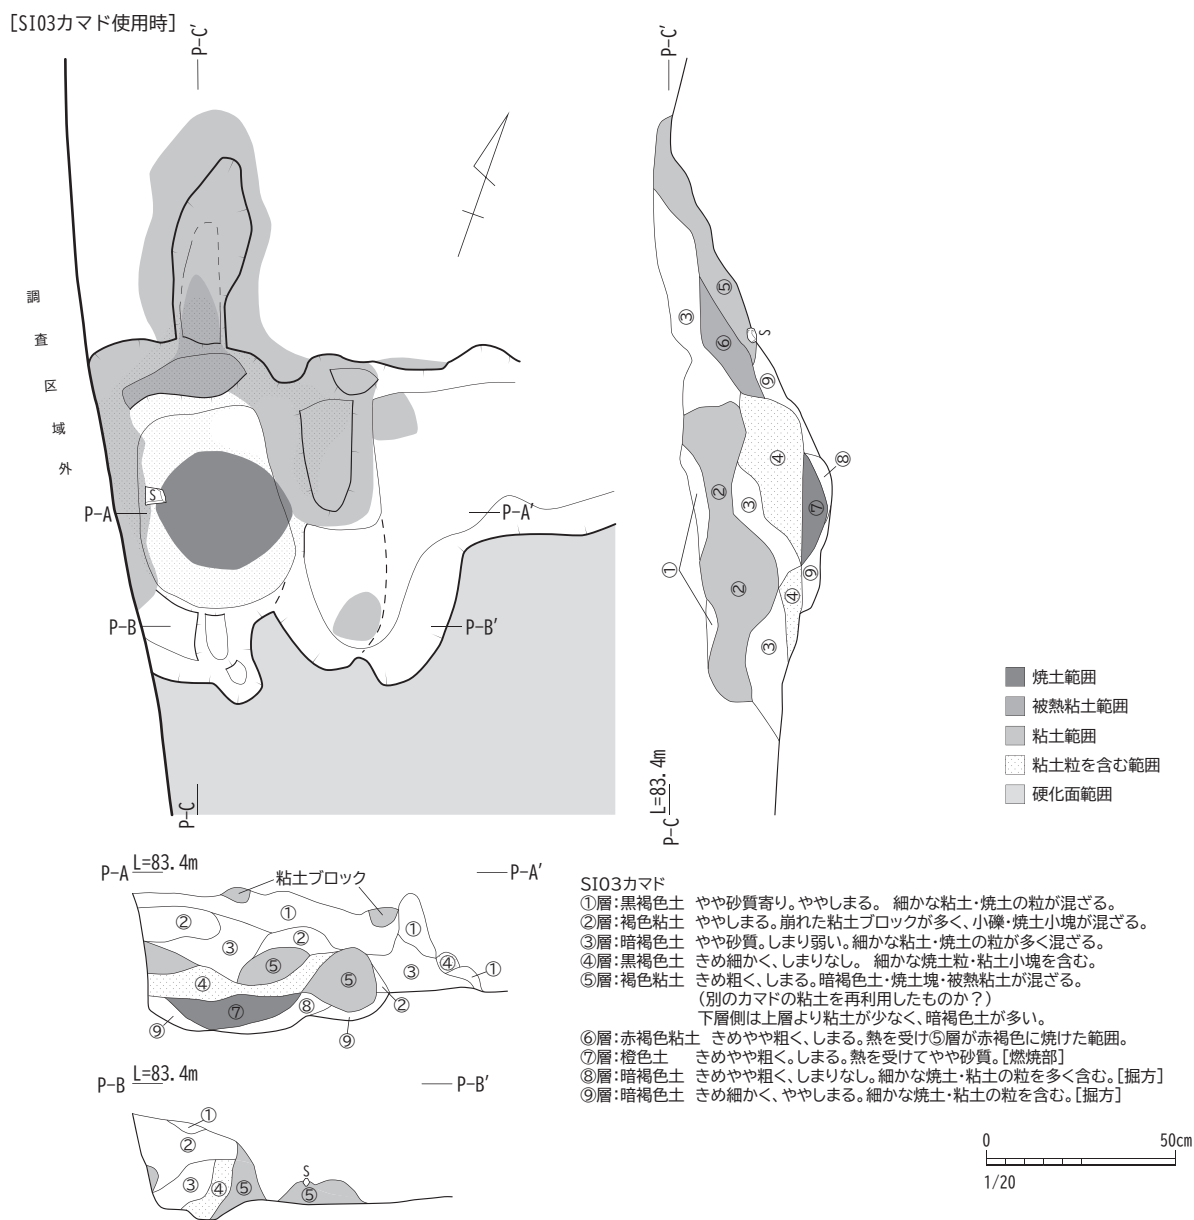 [SI03カマド使用時]
P-C'
P-C'
調
査
区
域
外
S
P-A
P-A'
P-B
P-B'
P-C
⑤
③
S
⑥
⑨
④
⑧
②
③
⑦
①
⑨
②
④
③
L=83.4m
P-C
焼土範囲
被熱粘土範囲
粘土範囲
粘土粒を含む範囲
硬化面範囲
P-A L=83.4m
P-A'
粘土ブロック
②
①
①
③
②
④
⑤
⑤
③
④
①
⑦
⑧
②
⑨
⑨
P-B L=83.4m
P-B'
①
②
③
④
⑤
S
⑤
SI03カマド
①層:黒褐色土 やや砂質寄り。ややしまる。 細かな粘土・焼土の粒が混ざる。
②層:褐色粘土 ややしまる。崩れた粘土ブロックが多く、小礫・焼土小塊が混ざる。
③層:暗褐色土 やや砂質。しまり弱い。細かな粘土・焼土の粒が多く混ざる。
④層:黒褐色土 きめ細かく、しまりなし。 細かな焼土粒・粘土小塊を含む。
⑤層:褐色粘土 きめ粗く、しまる。暗褐色土・焼土塊・被熱粘土が混ざる。
(別のカマドの粘土を再利用したものか?)
下層側は上層より粘土が少なく、暗褐色土が多い。
⑥層:赤褐色粘土 きめやや粗く、しまる。熱を受け⑤層が赤褐色に焼けた範囲。
⑦層:橙色土 きめやや粗く。しまる。熱を受けてやや砂質。[燃焼部]
⑧層:暗褐色土 きめやや粗く、しまりなし。細かな焼土・粘土の粒を多く含む。[掘方]
⑨層:暗褐色土 きめ細かく、ややしまる。細かな焼土・粘土の粒を含む。[掘方]
0 50cm
1/20